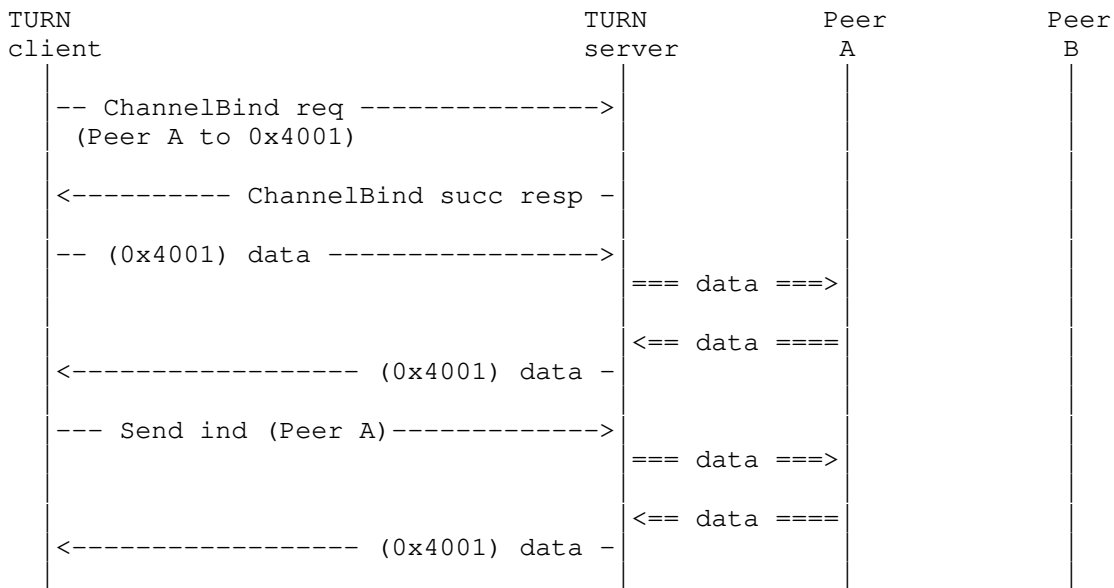 TURN TURN Peer Peer
client server A B
-- ChannelBind req --------------->
(Peer A to 0x4001)
<---------- ChannelBind succ resp -
-- (0x4001) data ----------------->
=== data ===>
<== data ====
<------------------ (0x4001) data -
--- Send ind (Peer A)------------->
=== data ===>
<== data ====
<------------------ (0x4001) data -